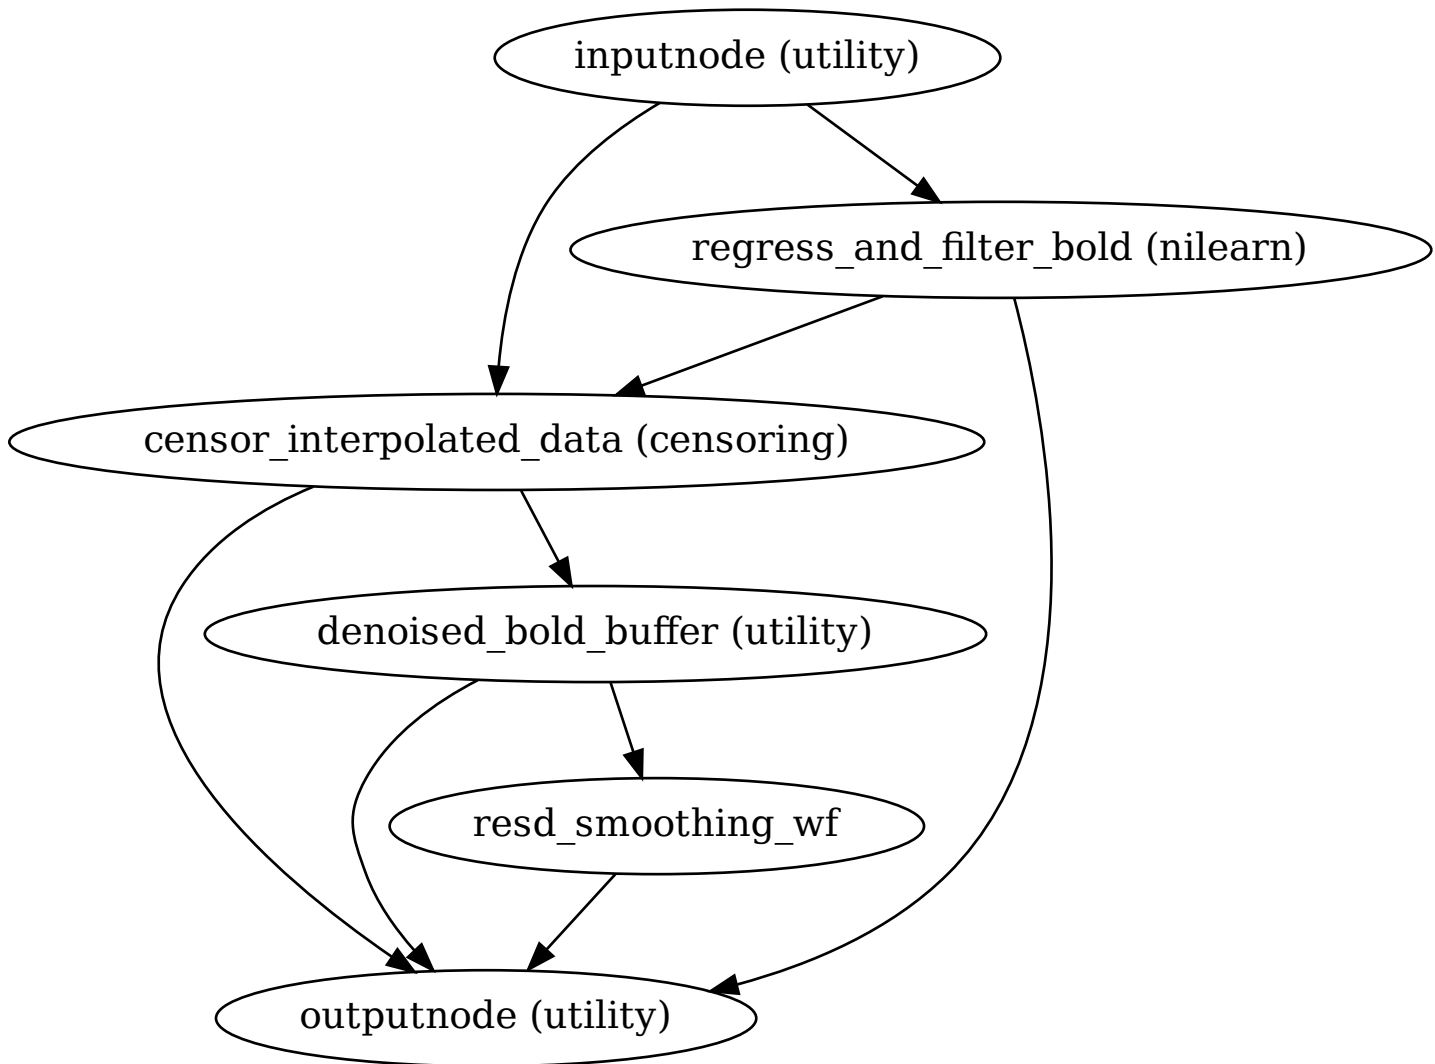 inputnode (utility)
regress_and_filter_bold (nilearn)
censor_interpolated_data (censoring)
denoised_bold_buffer (utility)
resd_smoothing_wf
outputnode (utility)